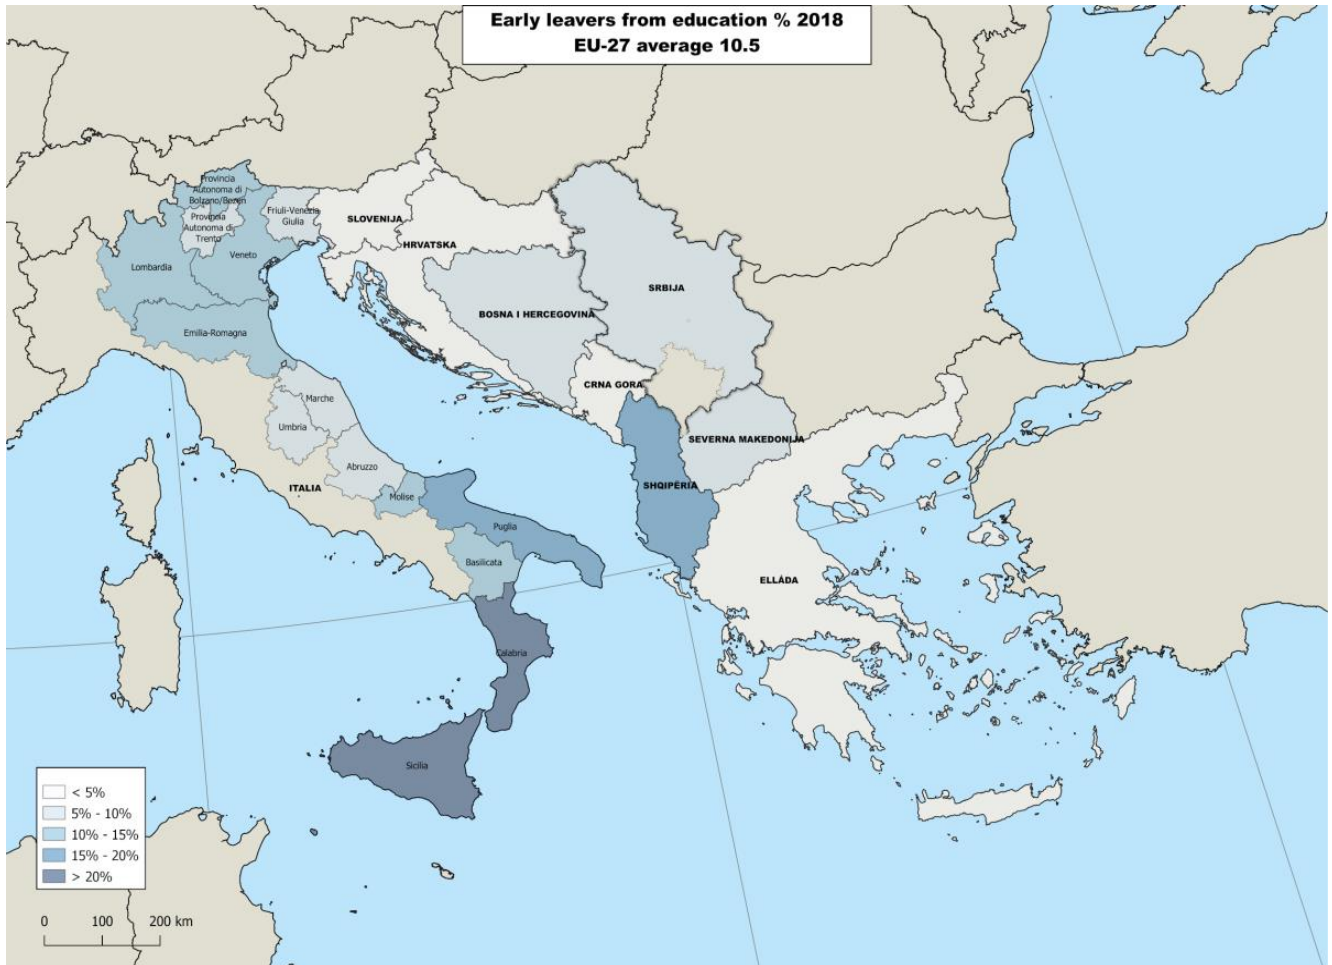 Early leavers from education % 2018
EU-27 average 10.5
Provincia
Autonoma di
Bolzano/Bozen
Provincia
Autonoma di
Trento
Friuli-Venezia
Giulia
SLOVENIJA
HRVATSKA
Veneto
Lombardia
SRBIJA
BOSNA I HERCEGOVINA
Emilia-Romagna
CRNA GORA
Marche
Umbria
SEVERNA MAKEDONIJA
Abruzzo
ITALIA
Molise
SHQIPËRIA
Puglia
Basilicata
ELLÁDA
Calabria
Sicilia
< 5%
5% - 10%
10% - 15%
15% - 20%
> 20%
0 100 200 km